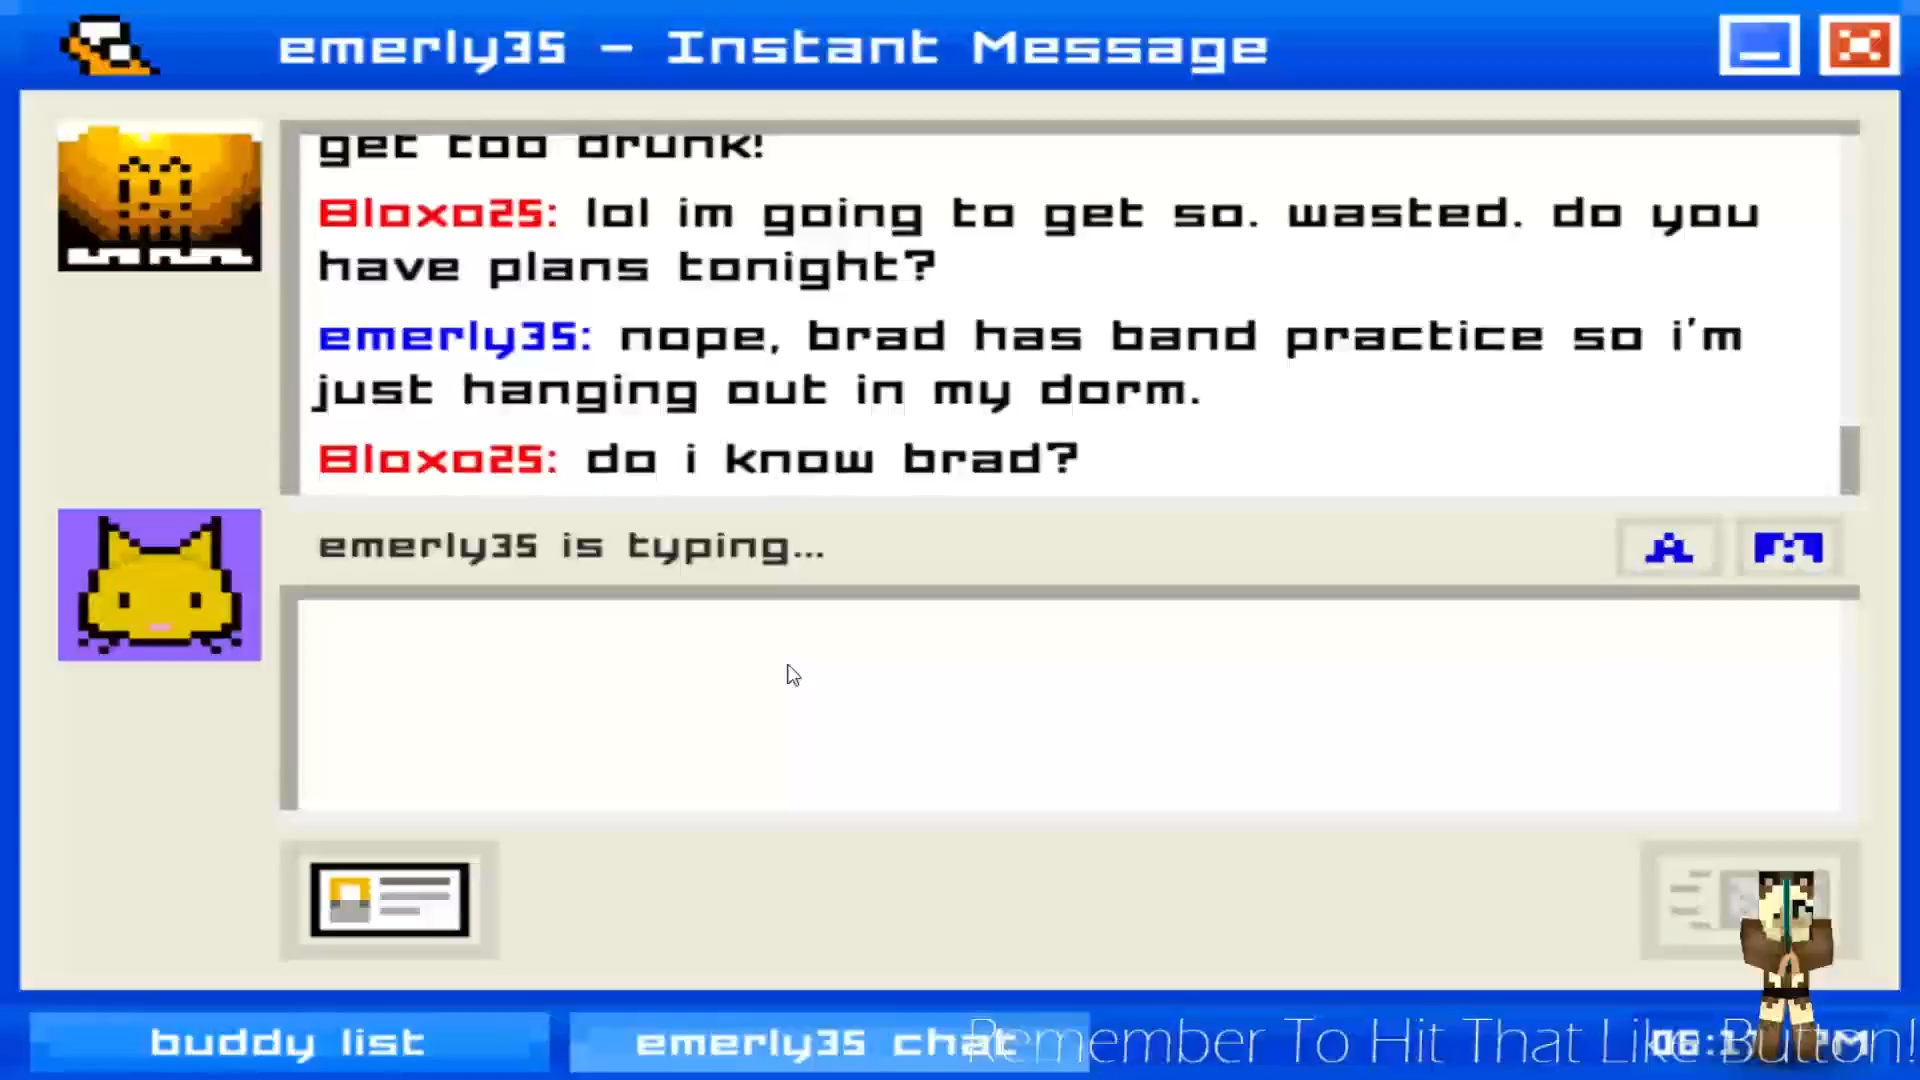 emerly35 - Instant Message
get too drunk!
Bloxo25: lol im going to get so. wasted. do you
have plans tonight?
emerly35: nope, brad has band practice so i'm
just hanging out in my dorm.
Bloxo25: do i know brad?
emerly35 is typing...
A
buddy list
emerly35 chat
Remember To Hit That Like Button!